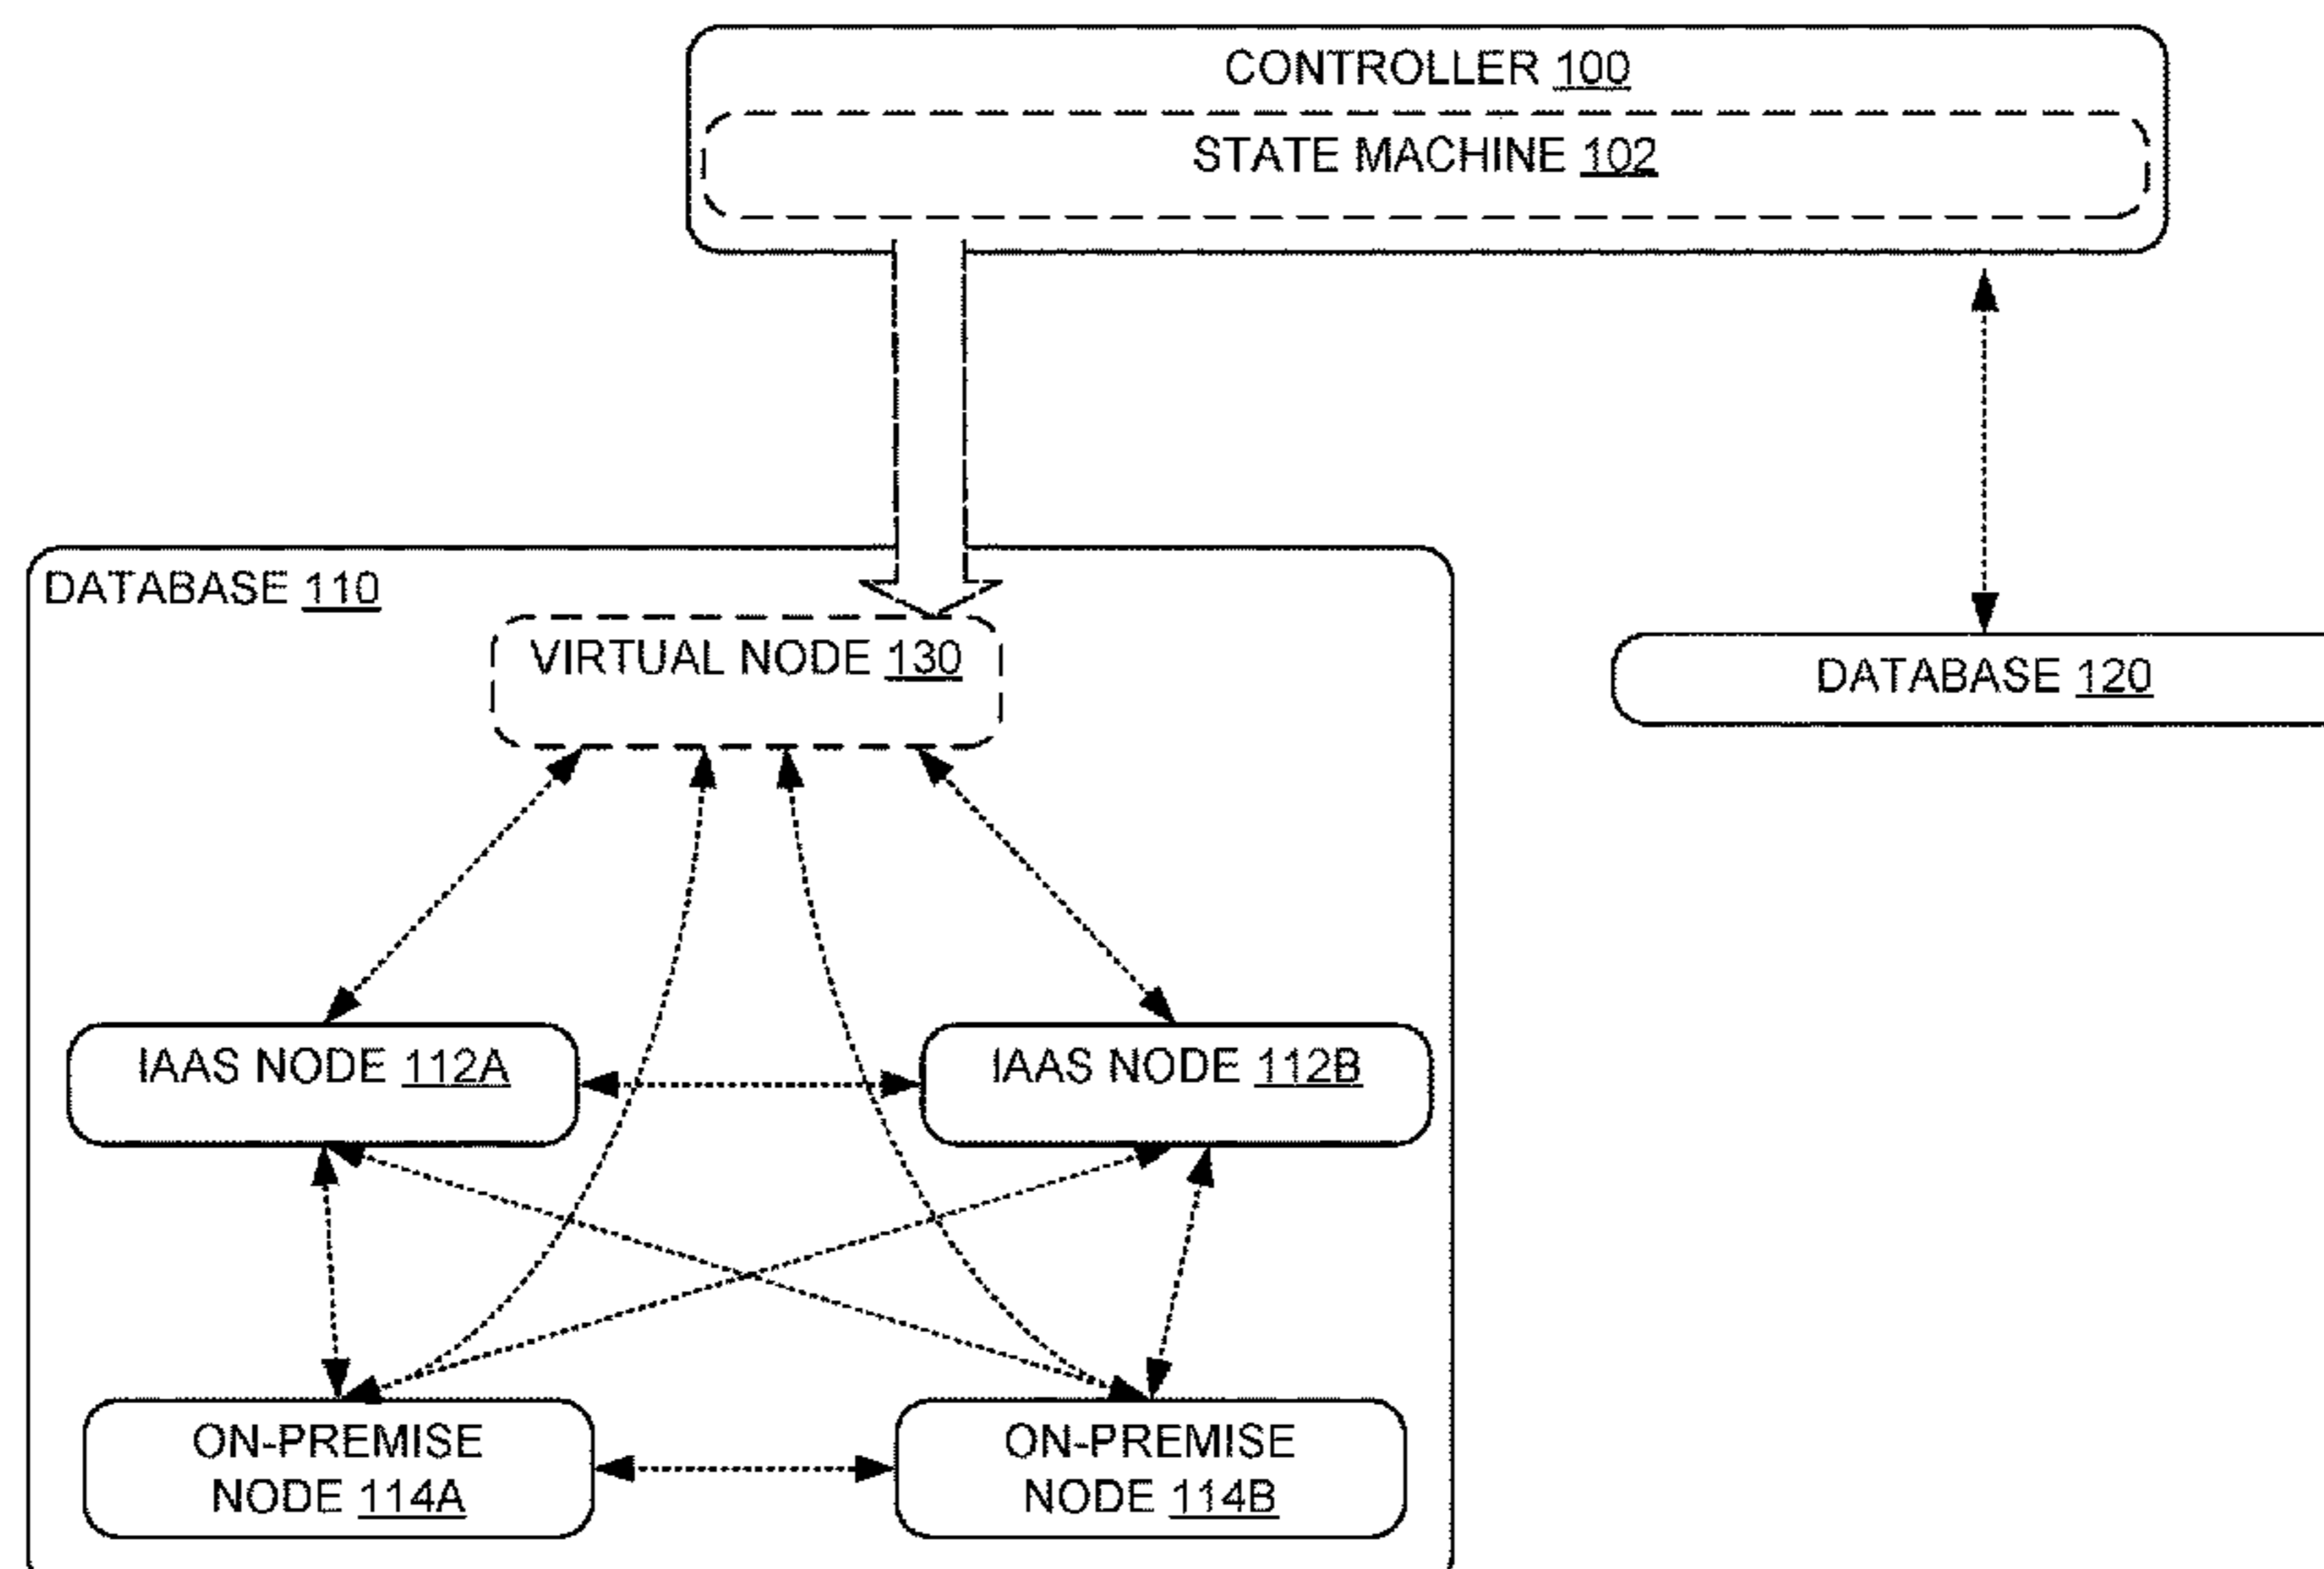 CONTROLLER 100
STATE MACHINE 102
DATABASE 110
VIRTUAL NODE 130
DATABASE 120
IAAS NODE 112A
IAAS NODE 112B
ON-PREMISE
NODE 114A
ON-PREMISE
NODE 114B